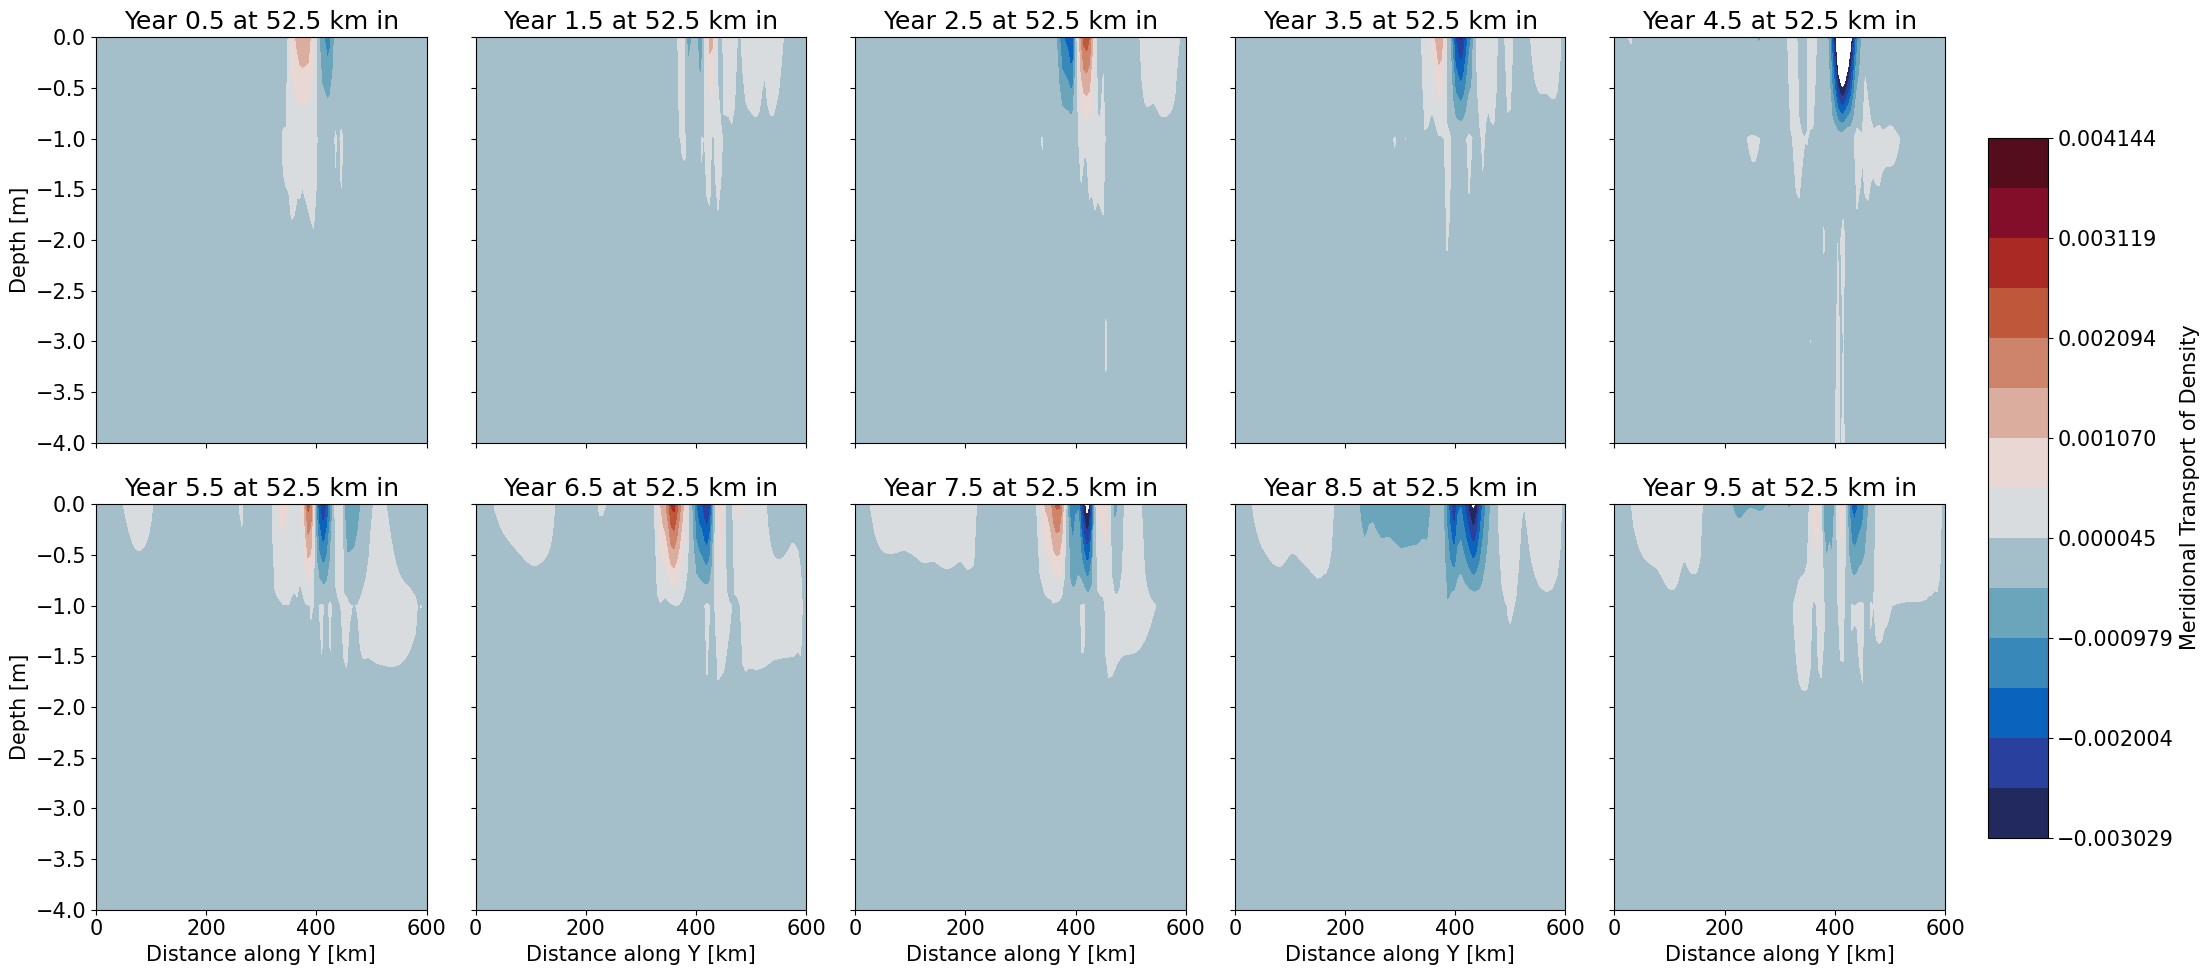 Year 0.5 at 52.5 km in
Year 1.5 at 52.5 km in
Year 2.5 at 52.5 km in
Year 3.5 at 52.5 km in
Year 4.5 at 52.5 km in
0.0
−0.5
−1.0
−1.5
−2.0
−2.5
−3.0
−3.5
−4.0
Depth [m]
Year 5.5 at 52.5 km in
Year 6.5 at 52.5 km in
Year 7.5 at 52.5 km in
Year 8.5 at 52.5 km in
Year 9.5 at 52.5 km in
0.0
−0.5
−1.0
−1.5
−2.0
−2.5
−3.0
−3.5
−4.0
Depth [m]
0 200 400 600
0 200 400 600
0 200 400 600
0 200 400 600
0 200 400 600
Distance along Y [km]
Distance along Y [km]
Distance along Y [km]
Distance along Y [km]
Distance along Y [km]
0.004144
0.003119
0.002094
0.001070
0.000045
−0.000979
−0.002004
−0.003029
Meridional Transport of Density